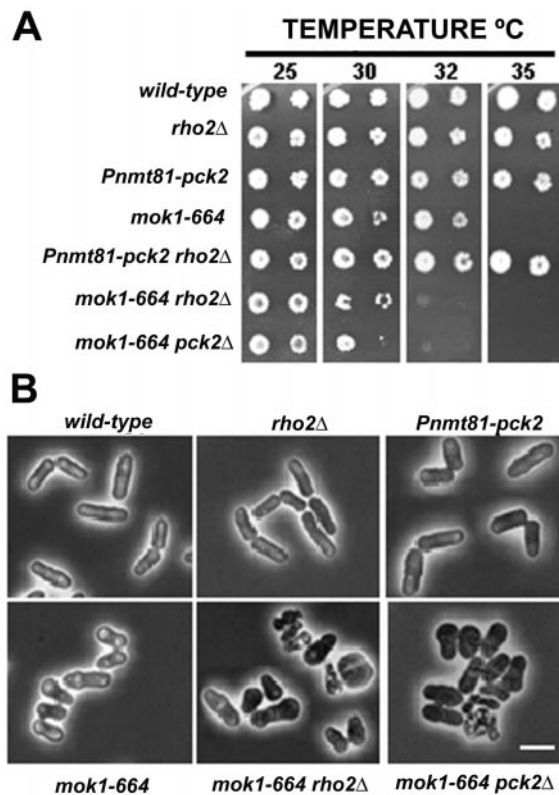 A
TEMPERATURE ºC
25 30 32 35
wild-type
rho2Δ
Pnmt81-pck2
mok1-664
Pnmt81-pck2 rho2Δ
mok1-664 rho2Δ
mok1-664 pck2Δ
B
wild-type rho2Δ Pnmt81-pck2
mok1-664 mok1-664 rho2Δ mok1-664 pck2Δ